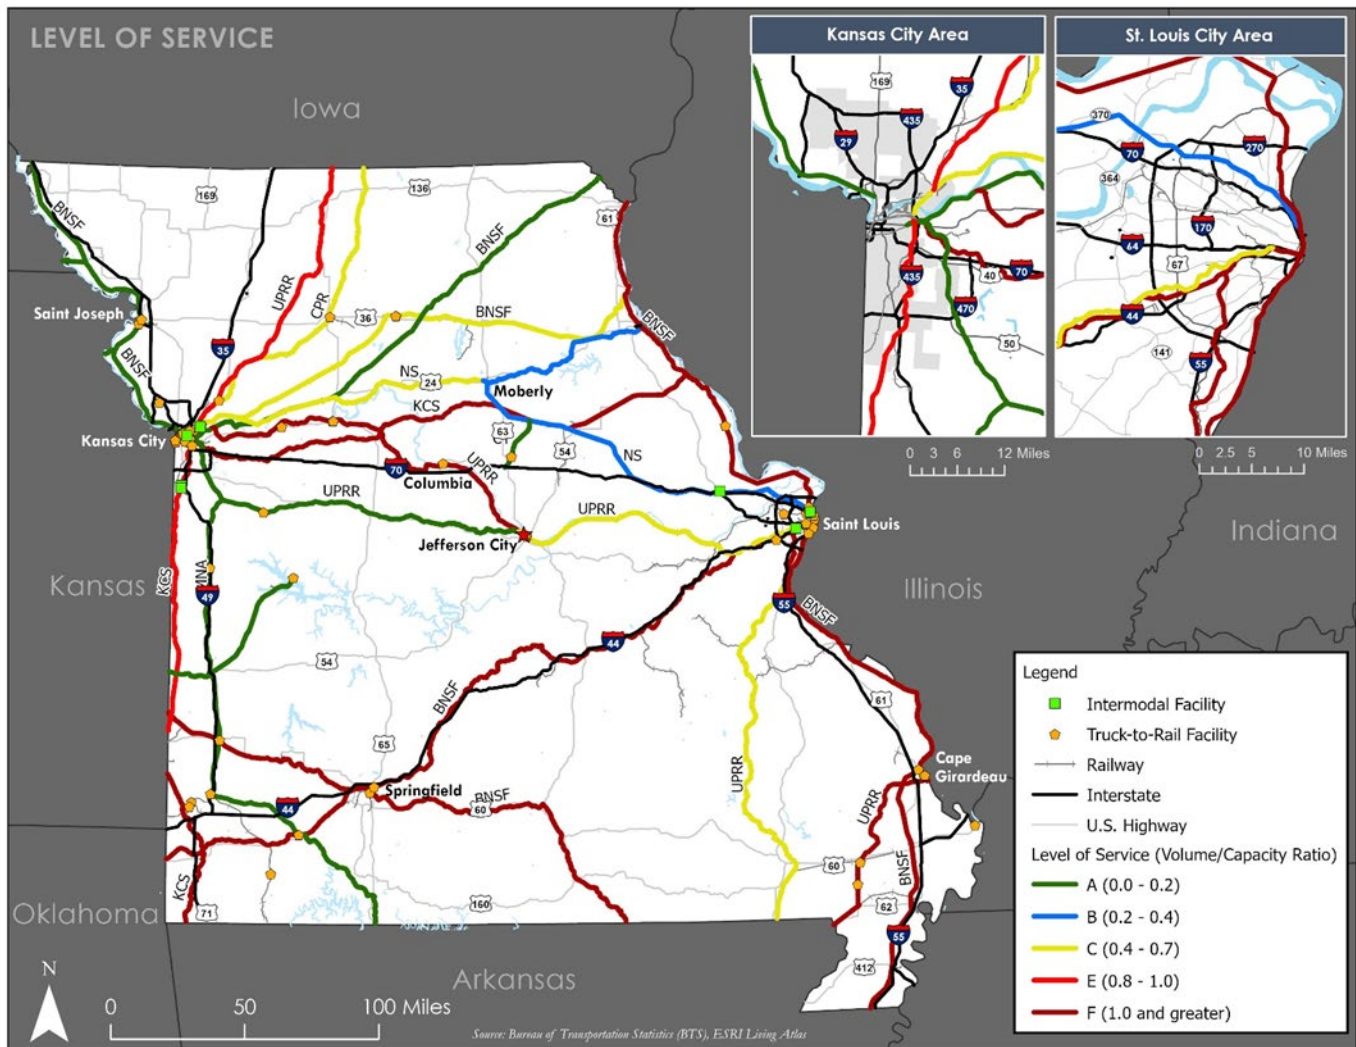 LEVEL OF SERVICE
Kansas City Area
St. Louis City Area
Iowa
Kansas
Oklahoma
Arkansas
Illinois
Indiana
169
35
435
29
435
70
40
470
50
0 3 6 12 Miles
370
70
270
364
170
64
67
44
141
55
0 2.5 5 10 Miles
BNSF
169
136
61
BNSF
UPRR
CPR
36
BNSF
BNSF
Saint Joseph
35
BNSF
NS
24
Moberly
KCS
63
54
NS
Kansas City
70
Columbia
UPRR
UPRR
UPRR
Jefferson City
Saint Louis
KCS
MNA
49
54
44
55
BNSF
BNSF
65
61
UPRR
Cape
Girardeau
Springfield
BNSF
60
44
UPRR
60
BNSF
KCS
71
160
62
55
412
Legend
Intermodal Facility
Truck-to-Rail Facility
Railway
Interstate
U.S. Highway
Level of Service (Volume/Capacity Ratio)
A (0.0 - 0.2)
B (0.2 - 0.4)
C (0.4 - 0.7)
E (0.8 - 1.0)
F (1.0 and greater)
N
0 50 100 Miles
Source: Bureau of Transportation Statistics (BTS), ESRI Living Atlas